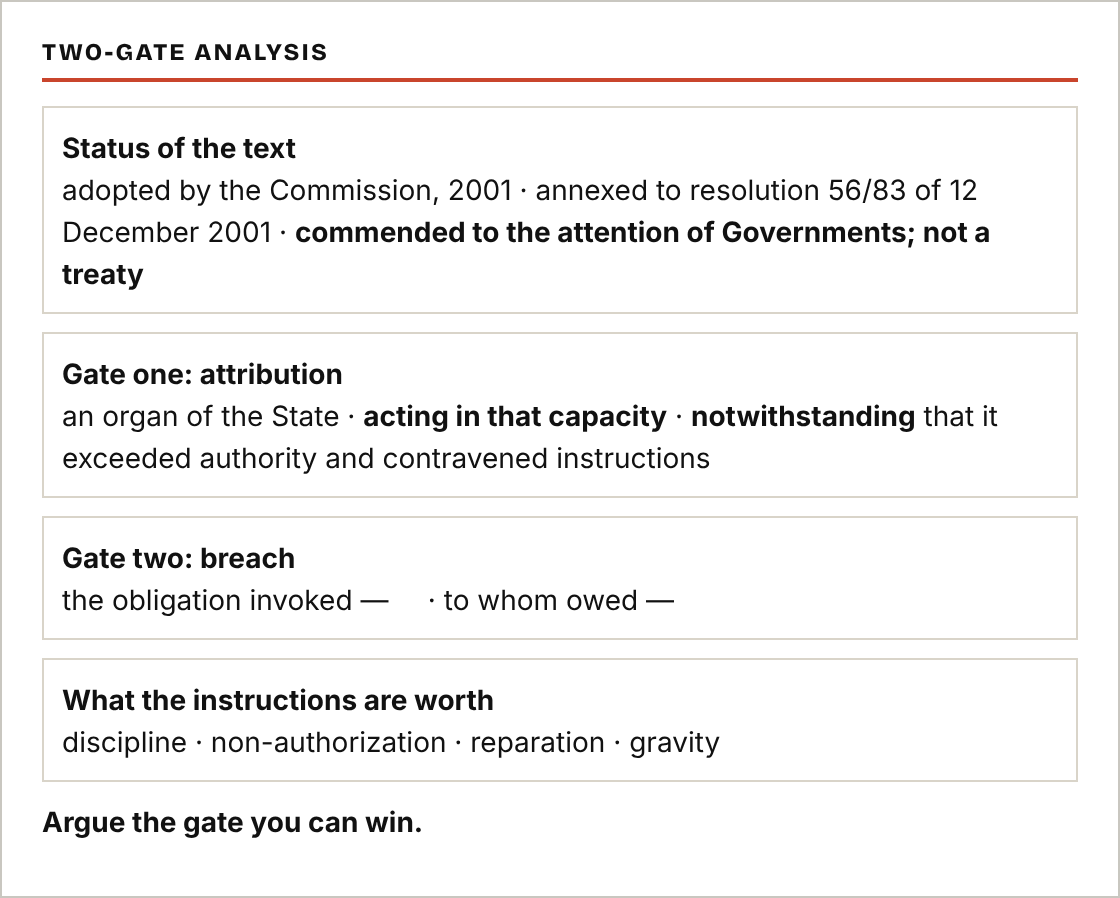 TWO-GATE ANALYSIS
Status of the text
adopted by the Commission, 2001 · annexed to resolution 56/83 of 12
December 2001 · commended to the attention of Governments; not a
treaty
Gate one: attribution
an organ of the State · acting in that capacity · notwithstanding that it
exceeded authority and contravened instructions
Gate two: breach
the obligation invoked — · to whom owed —
What the instructions are worth
discipline · non-authorization · reparation · gravity
Argue the gate you can win.